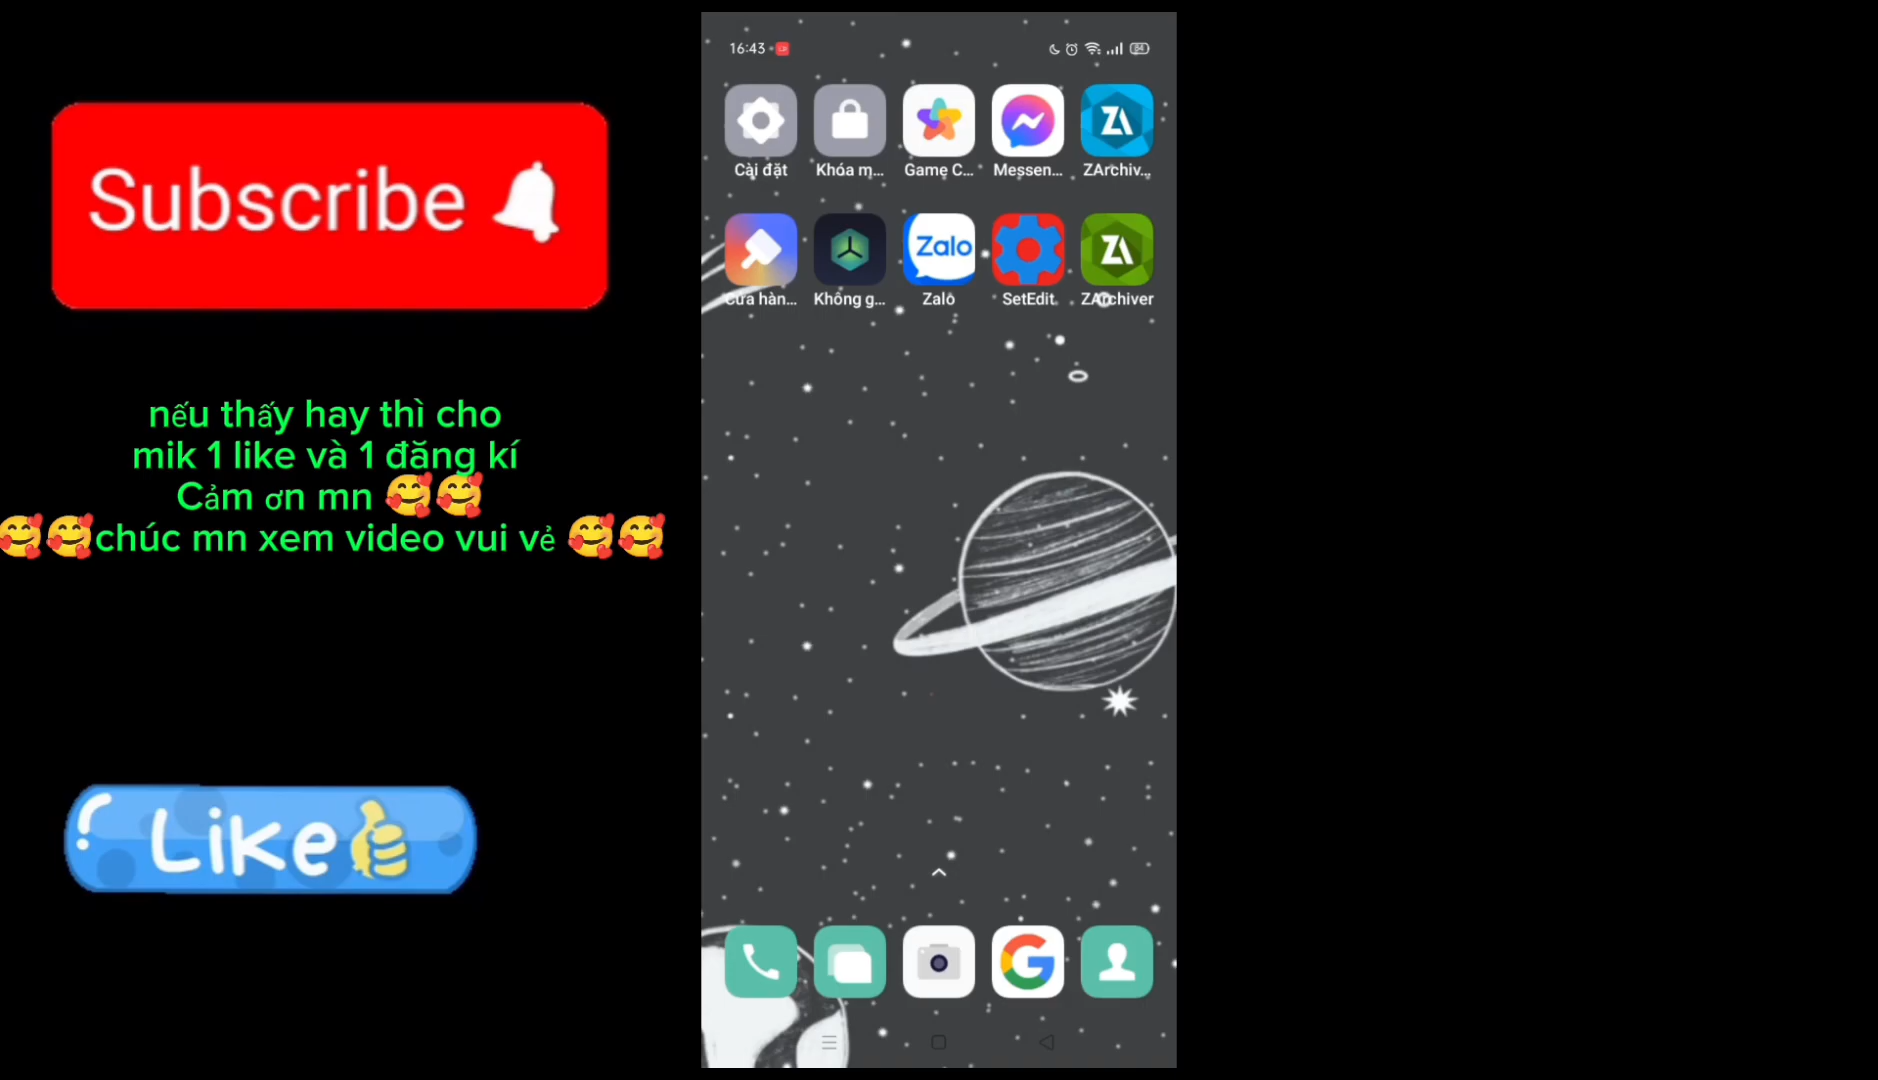 Subscribe
nếu thấy hay thì cho
mik 1 like và 1 đăng kí
Cảm ơn mn 🥰🥰
🥰🥰chúc mn xem video vui vẻ 🥰🥰
Like
16:43
84
Cài đặt
Khóa m...
Game C...
Messen...
ZArchiv...
Cửa hàn...
Không g...
Zalo
Zalo
SetEdit
ZArchiver